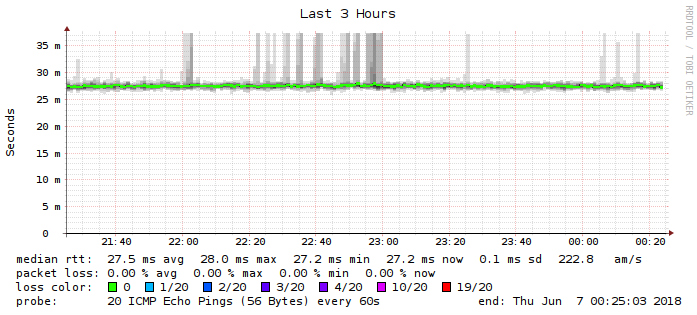 Last 3 Hours
RRDTOOL / TOBI OETIKER
Seconds
35 m
30 m
25 m
20 m
15 m
10 m
5 m
0
21:40 22:00 22:20 22:40 23:00 23:20 23:40 00:00 00:20
median rtt: 27.5 ms avg 28.0 ms max 27.2 ms min 27.2 ms now 0.1 ms sd 222.8 am/s
packet loss: 0.00 % avg 0.00 % max 0.00 % min 0.00 % now
loss color: 0 1/20 2/20 3/20 4/20 10/20 19/20
probe: 20 ICMP Echo Pings (56 Bytes) every 60s end: Thu Jun 7 00:25:03 2018